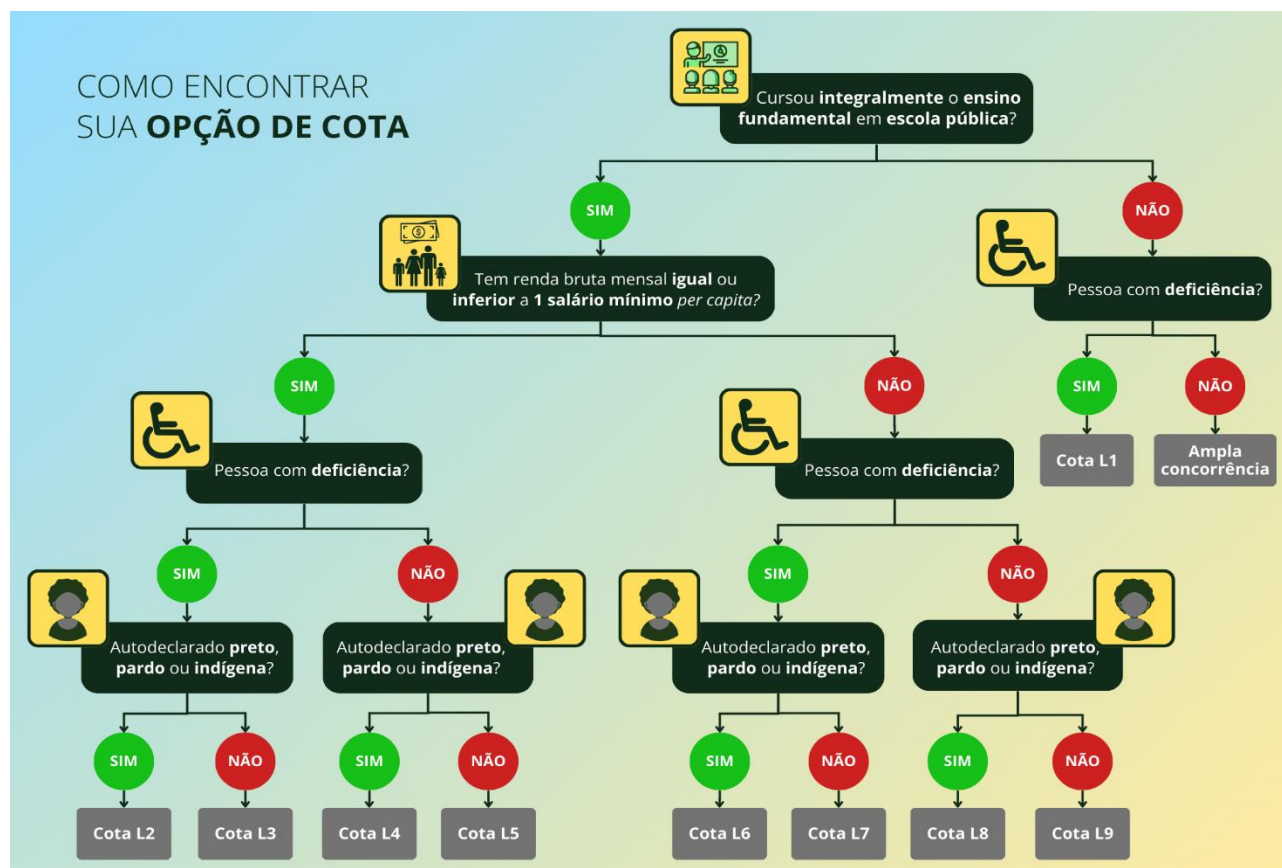 COMO ENCONTRAR
SUA OPÇÃO DE COTA
Cursou integralmente o ensino
fundamental em escola pública?
SIM
NÃO
Tem renda bruta mensal igual ou
inferior a 1 salário mínimo per capita?
Pessoa com deficiência?
SIM
NÃO
SIM
NÃO
Cota L1
Ampla
concorrência
Pessoa com deficiência?
Pessoa com deficiência?
SIM
NÃO
SIM
NÃO
Autodeclarado preto,
pardo ou indígena?
Autodeclarado preto,
pardo ou indígena?
Autodeclarado preto,
pardo ou indígena?
Autodeclarado preto,
pardo ou indígena?
SIM
NÃO
SIM
NÃO
SIM
NÃO
SIM
NÃO
Cota L2
Cota L3
Cota L4
Cota L5
Cota L6
Cota L7
Cota L8
Cota L9